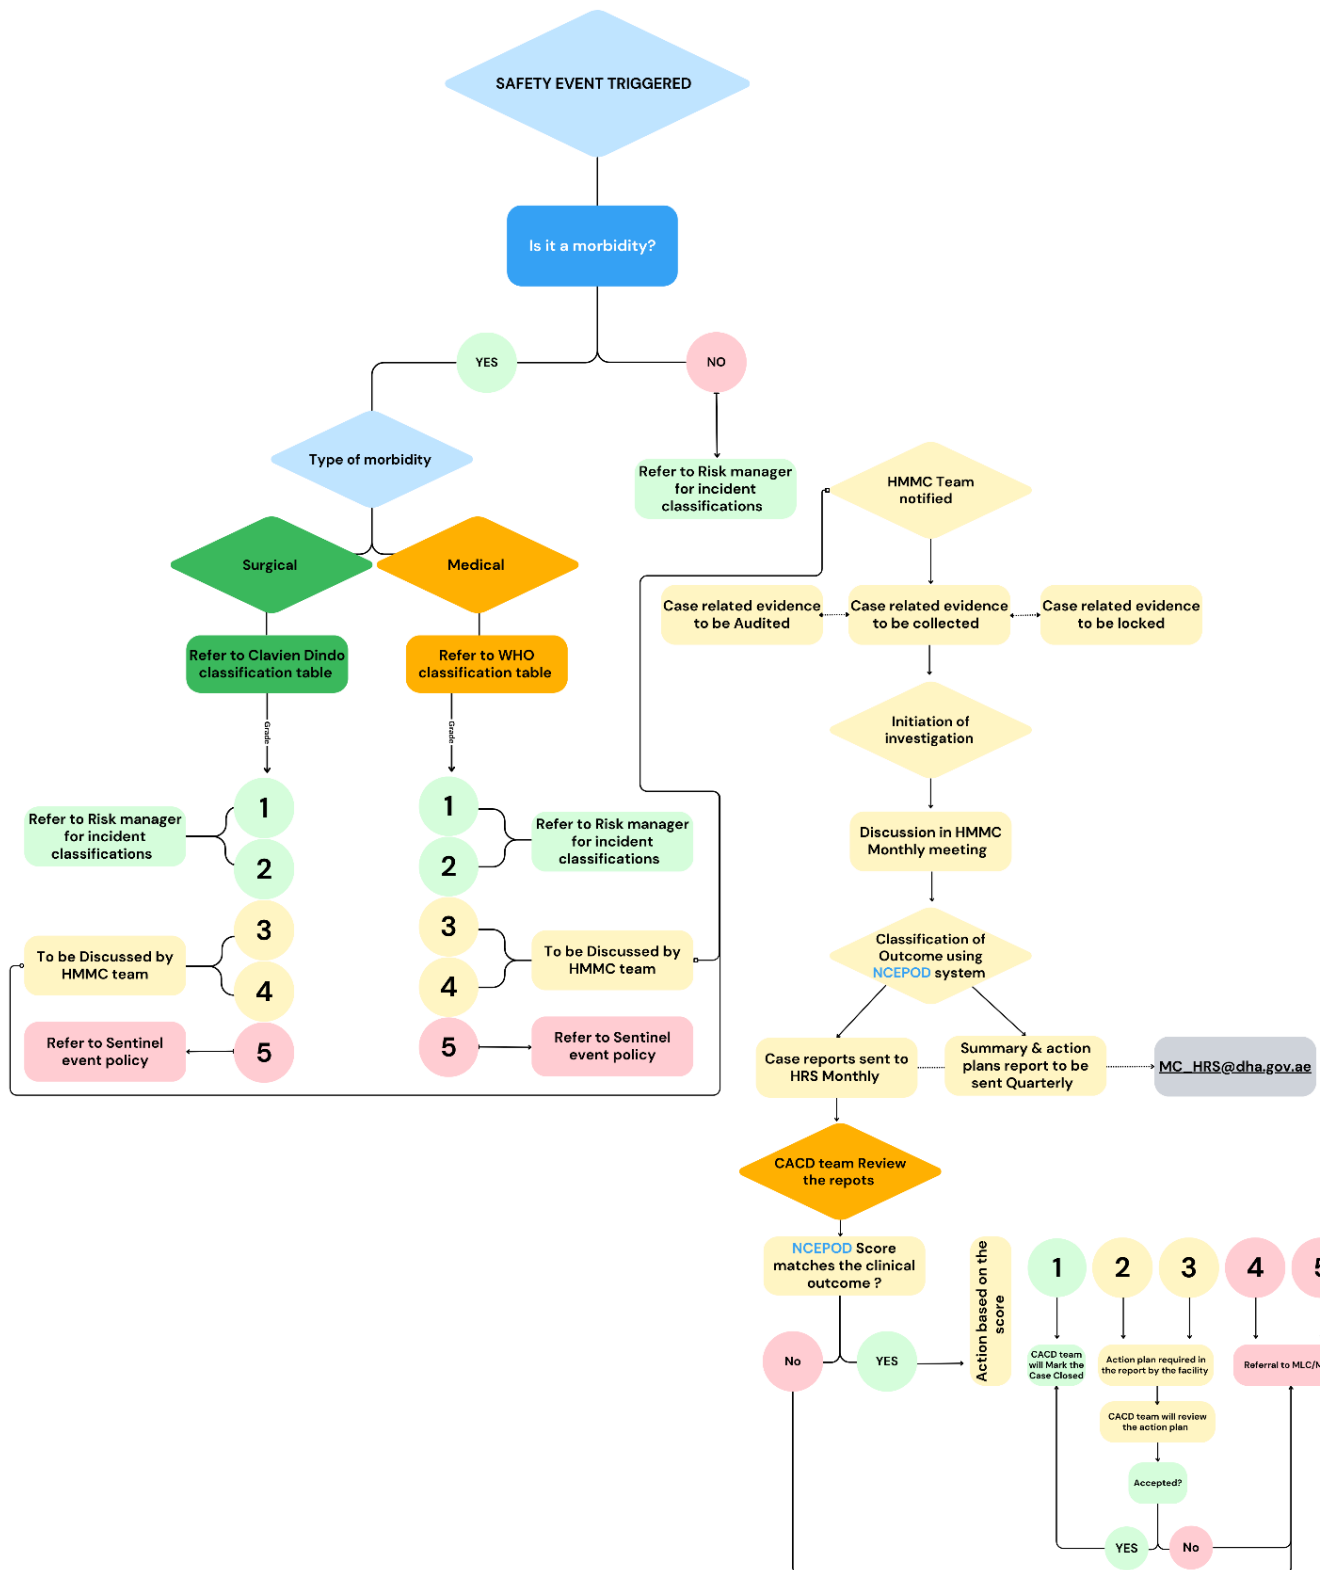 SAFETY EVENT TRIGGERED
Is it a morbidity?
YES
NO
Type of morbidity
Refer to Risk manager
for incident
classifications
Surgical
Medical
Refer to Clavien Dindo
classification table
Refer to WHO
classification table
Grade
Grade
1
2
3
4
5
Refer to Risk manager
for incident
classifications
To be Discussed by
HMMC team
Refer to Sentinel
event policy
1
2
3
4
5
Refer to Risk manager
for incident
classifications
To be Discussed by
HMMC team
Refer to Sentinel
event policy
HMMC Team
notified
Case related evidence
to be Audited
Case related evidence
to be collected
Case related evidence
to be locked
Initiation of
investigation
Discussion in HMMC
Monthly meeting
Classification of
Outcome using
NCEPOD system
Case reports sent to
HRS Monthly
Summary & action
plans report to be
sent Quarterly
MC_HRS@dha.gov.ae
CACD team Review
the repots
NCEPOD Score
matches the clinical
outcome ?
No
YES
Action based on the
score
1
2
3
4
5
CACD team
will Mark the
Case Closed
Action plan required in
the report by the facility
Referral to MLC/M
CACD team will review
the action plan
Accepted?
YES
No